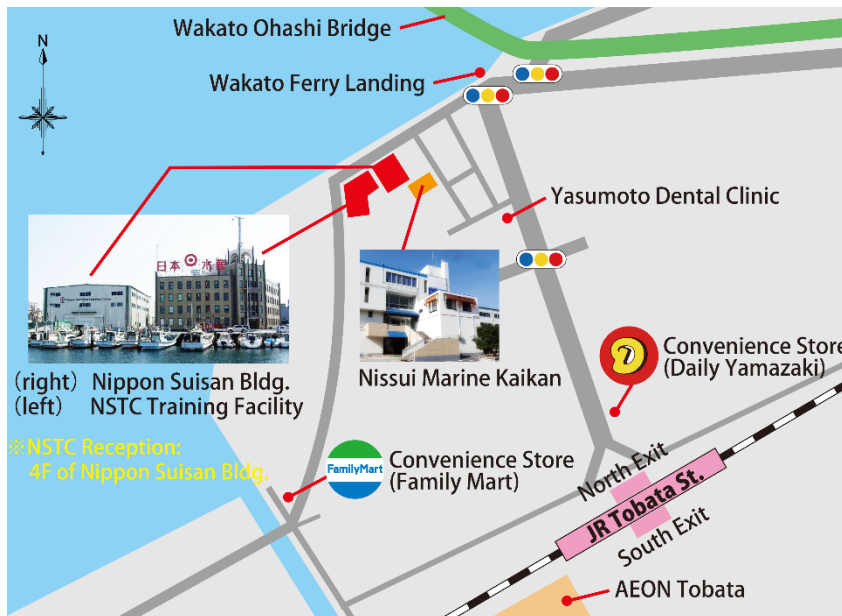 Wakato Ohashi Bridge
N
Wakato Ferry Landing
Yasumoto Dental Clinic
日本 水産
(right) Nippon Suisan Bldg.
(left) NSTC Training Facility
※NSTC Reception:
4F of Nippon Suisan Bldg.
Nissui Marine Kaikan
Convenience Store
(Daily Yamazaki)
FamilyMart
Convenience Store
(Family Mart)
North Exit
JR Tobata St.
South Exit
AEON Tobata